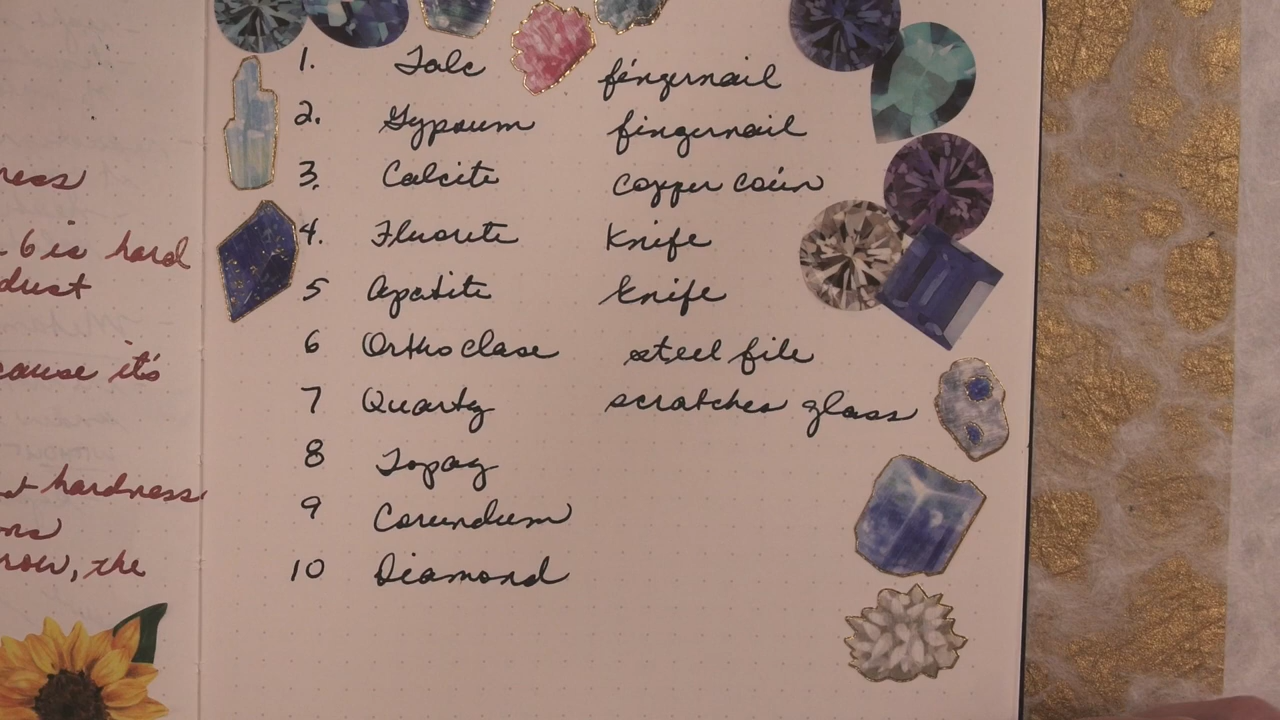 ness
6 is hard
dust
cause it's
hardness
row, the
1. Talc fingernail
2. Gypsum fingernail
3. Calcite copper coin
4. Fluorite Knife
5 Apatite knife
6 Orthoclase steel file
7 Quartz scratches glass
8 Topaz
9 Corundum
10 Diamond